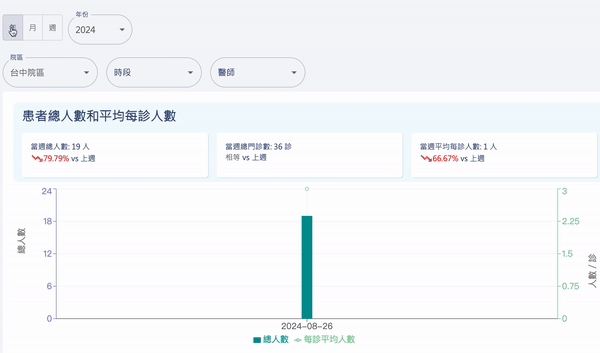 年 月 週
年份
2024
院區
台中院區
時段
醫師
患者總人數和平均每診人數
當週總人數: 19 人
79.79% vs 上週
當週總門診數: 36 診
相等 vs 上週
當週平均每診人數: 1 人
66.67% vs 上週
24
18
12
6
0
總人數
3
2.25
1.5
0.75
0
人數 / 診
2024-08-26
總人數
每診平均人數